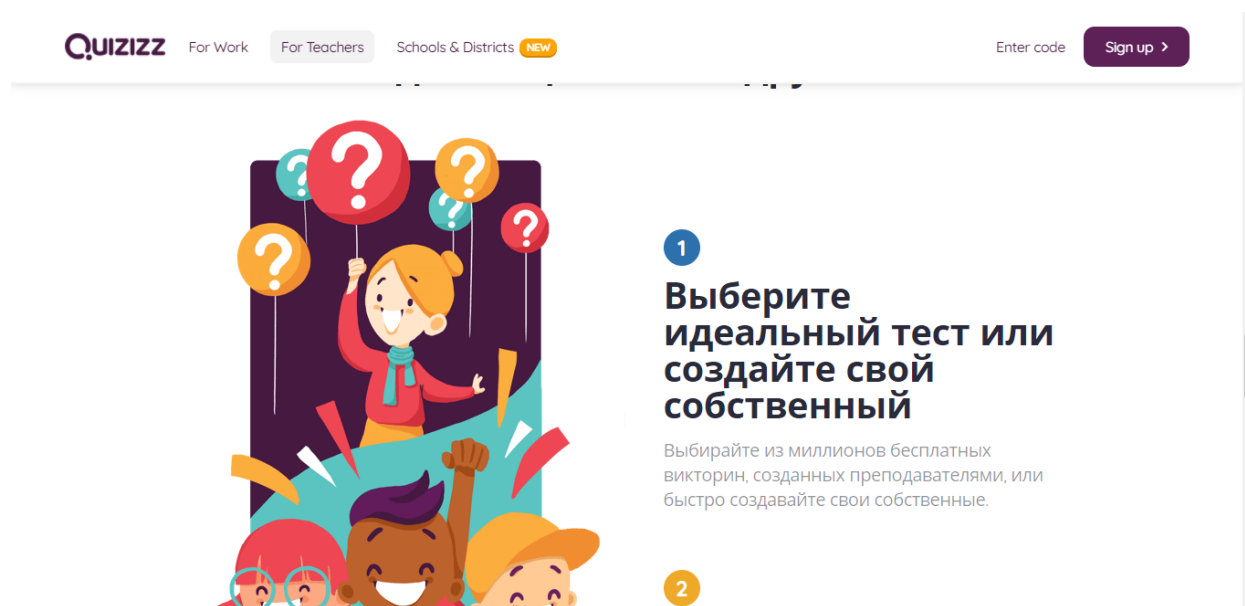 QUIZIZZ For Work For Teachers Schools & Districts NEW Enter code Sign up >
? ? ? ? ? ?
1
Выберите
идеальный тест или
создайте свой
собственный
Выбирайте из миллионов бесплатных
викторин, созданных преподавателями, или
быстро создавайте свои собственные.
2